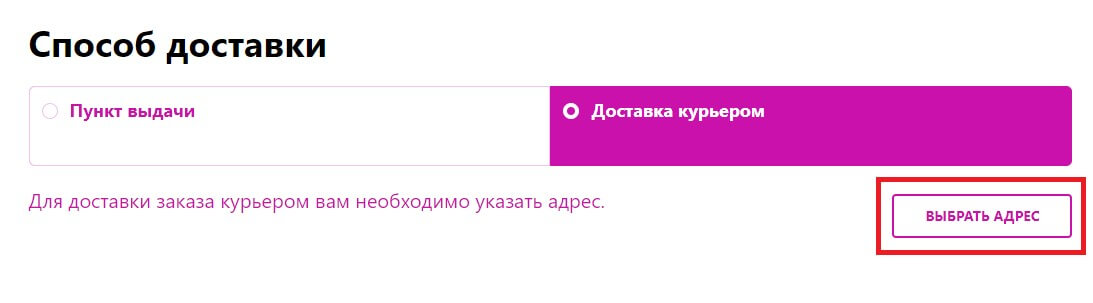 Способ доставки
Пункт выдачи
Доставка курьером
Для доставки заказа курьером вам необходимо указать адрес.
ВЫБРАТЬ АДРЕС